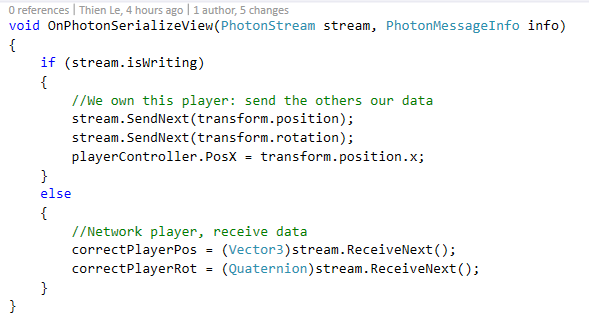 0 references | Thien Le, 4 hours ago | 1 author, 5 changes
void OnPhotonSerializeView(PhotonStream stream, PhotonMessageInfo info)
{
    if (stream.isWriting)
    {
        //We own this player: send the others our data
        stream.SendNext(transform.position);
        stream.SendNext(transform.rotation);
        playerController.PosX = transform.position.x;
    }
    else
    {
        //Network player, receive data
        correctPlayerPos = (Vector3)stream.ReceiveNext();
        correctPlayerRot = (Quaternion)stream.ReceiveNext();
    }
}